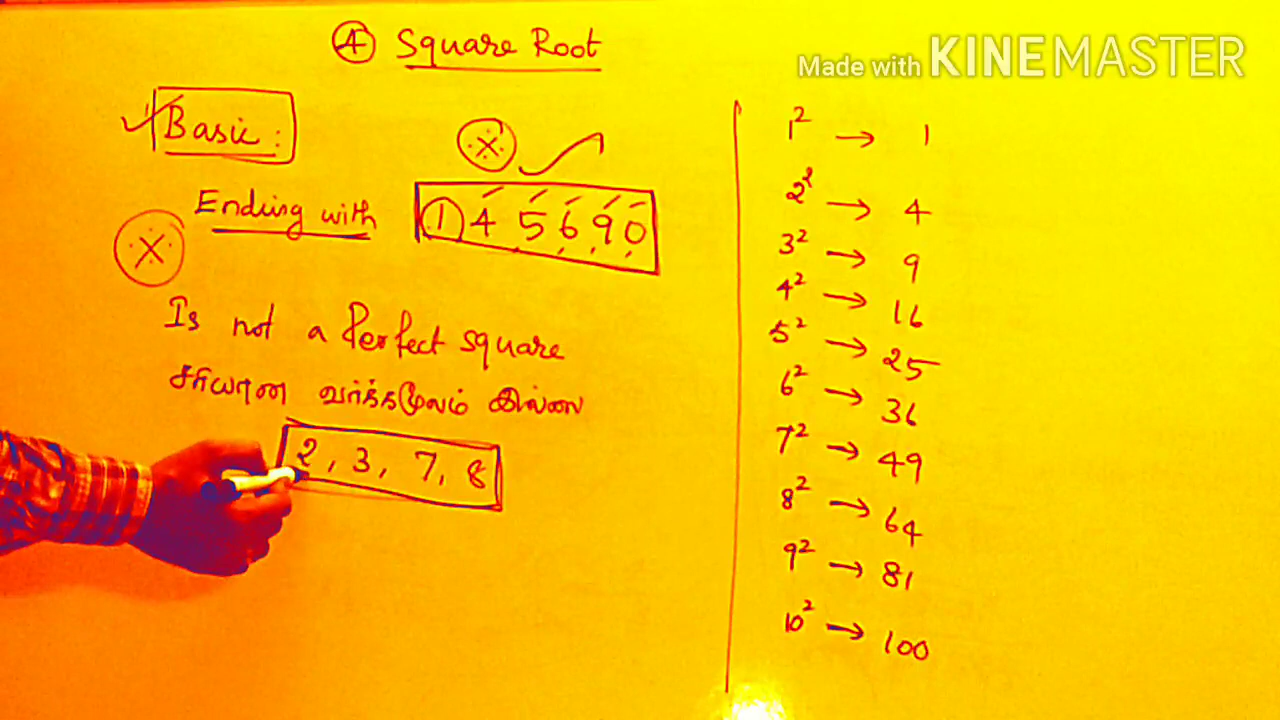 ④ Square Root
Made with KINEMASTER
Basic :
Ending with 1 4 5 6 9 0
Is not a Perfect square
சரியான வர்க்கமூலம் இல்லை
2, 3, 7, 8
1² → 1
2² → 4
3² → 9
4² → 16
5² → 25
6² → 36
7² → 49
8² → 64
9² → 81
10² → 100